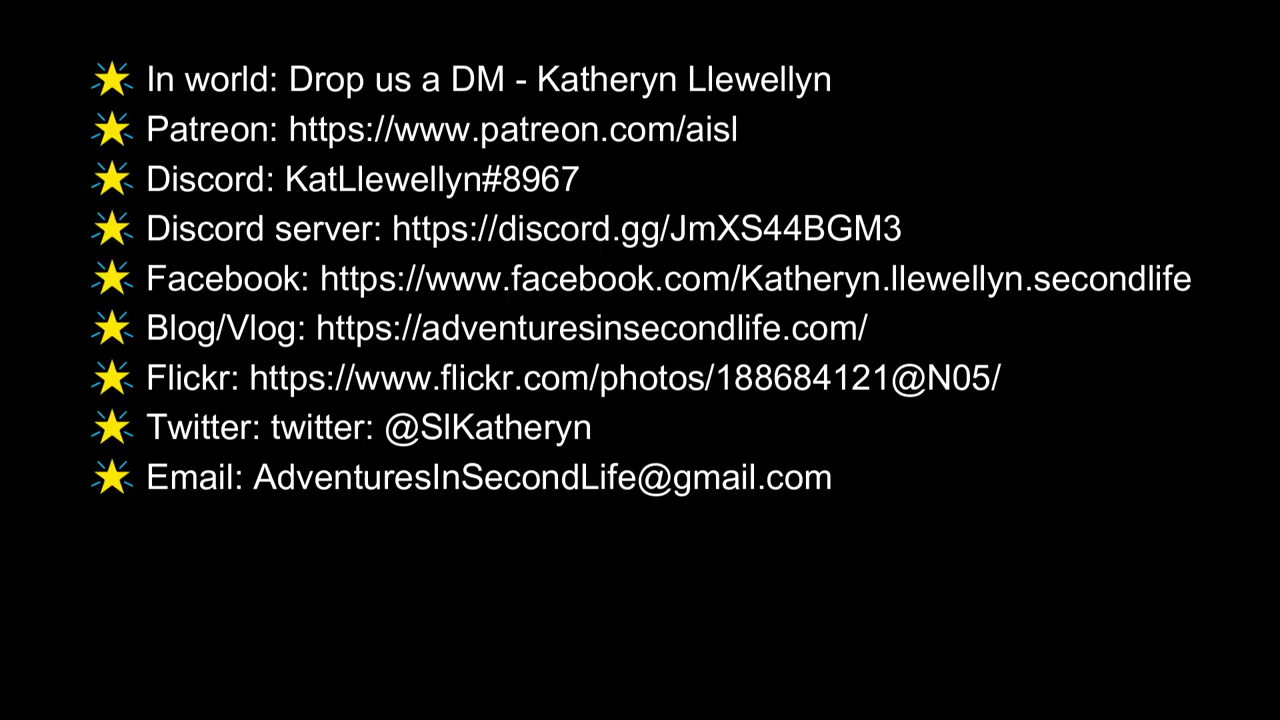 In world: Drop us a DM - Katheryn Llewellyn
Patreon: https://www.patreon.com/aisl
Discord: KatLlewellyn#8967
Discord server: https://discord.gg/JmXS44BGM3
Facebook: https://www.facebook.com/Katheryn.llewellyn.secondlife
Blog/Vlog: https://adventuresinsecondlife.com/
Flickr: https://www.flickr.com/photos/188684121@N05/
Twitter: twitter: @SlKatheryn
Email: AdventuresInSecondLife@gmail.com